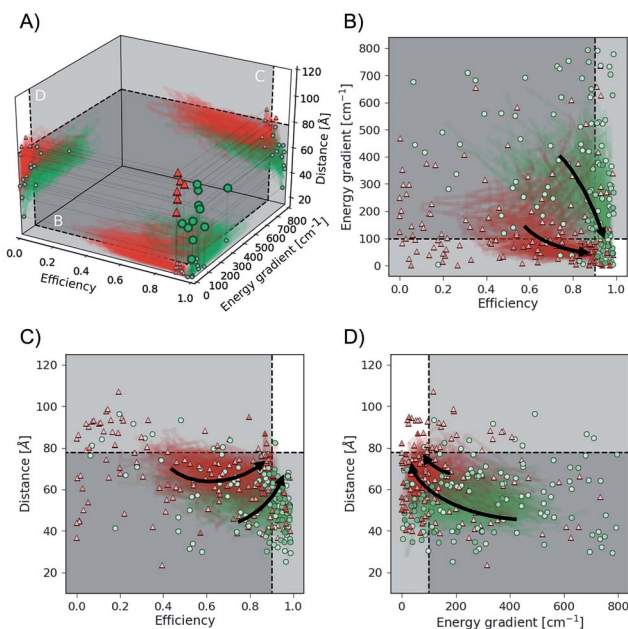 A)
B)
C
D
B
120
100
80
60
40
20
Distance [Å]
0.0
0.2
0.4
0.6
0.8
1.0
Efficiency
0
100
200
300
400
500
600
700
800
Energy gradient [cm⁻¹]
800
700
600
500
400
300
200
100
0
Energy gradient [cm⁻¹]
0.0 0.2 0.4 0.6 0.8 1.0
Efficiency
C)
D)
120
100
80
60
40
20
Distance [Å]
0.0 0.2 0.4 0.6 0.8 1.0
Efficiency
120
100
80
60
40
20
Distance [Å]
0 200 400 600 800
Energy gradient [cm⁻¹]